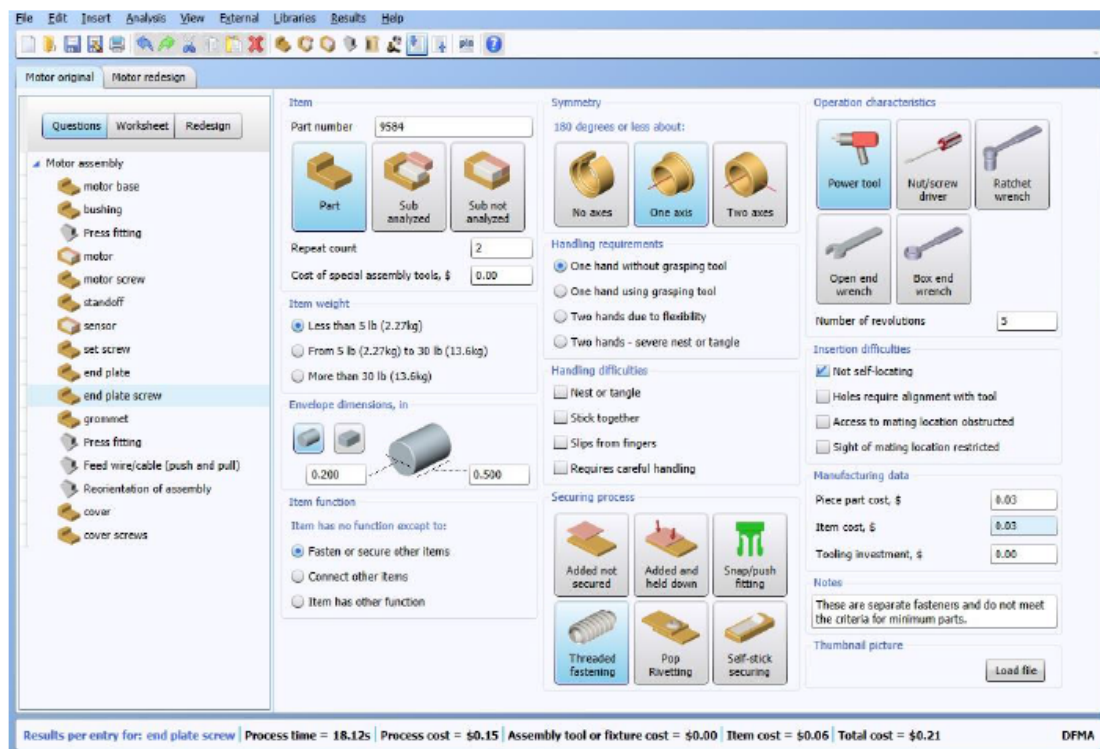 File Edit Insert Analysis View External Libraries Results Help
Motor original
Motor redesign
Questions
Worksheet
Redesign
Motor assembly
motor base
bushing
Press fitting
motor
motor screw
standoff
sensor
set screw
end plate
end plate screw
grommet
Press fitting
Feed wire/cable (push and pull)
Reorientation of assembly
cover
cover screws
Item
Part number
9584
Part
Sub
analyzed
Sub not
analyzed
Repeat count
2
Cost of special assembly tools, $
0.00
Item weight
Less than 5 lb (2.27kg)
From 5 lb (2.27kg) to 30 lb (13.6kg)
More than 30 lb (13.6kg)
Envelope dimensions, in
0.200
0.500
Item function
Item has no function except to:
Fasten or secure other items
Connect other items
Item has other function
Symmetry
180 degrees or less about:
No axes
One axis
Two axes
Handling requirements
One hand without grasping tool
One hand using grasping tool
Two hands due to flexibility
Two hands - severe nest or tangle
Handling difficulties
Nest or tangle
Stick together
Slips from fingers
Requires careful handling
Securing process
Added not
secured
Added and
held down
Snap/push
fitting
Threaded
fastening
Pop
Rivetting
Self-stick
securing
Operation characteristics
Power tool
Nut/screw
driver
Ratchet
wrench
Open end
wrench
Box end
wrench
Number of revolutions
5
Insertion difficulties
Not self-locating
Holes require alignment with tool
Access to mating location obstructed
Sight of mating location restricted
Manufacturing data
Piece part cost, $
0.03
Item cost, $
0.03
Tooling investment, $
0.00
Notes
These are separate fasteners and do not meet
the criteria for minimum parts.
Thumbnail picture
Load file
Results per entry for: end plate screw Process time = 18.12s Process cost = $0.15 Assembly tool or fixture cost = $0.00 Item cost = $0.06 Total cost = $0.21 DFMA